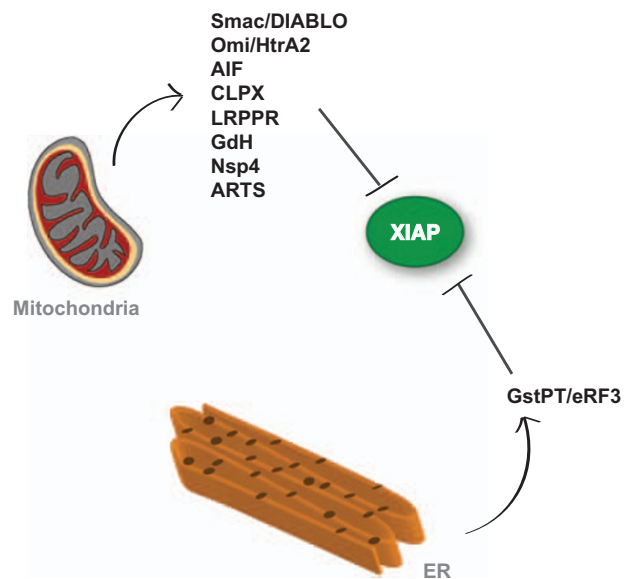 Smac/DIABLO
Omi/HtrA2
AIF
CLPX
LRPPR
GdH
Nsp4
ARTS
XIAP
Mitochondria
GstPT/eRF3
ER